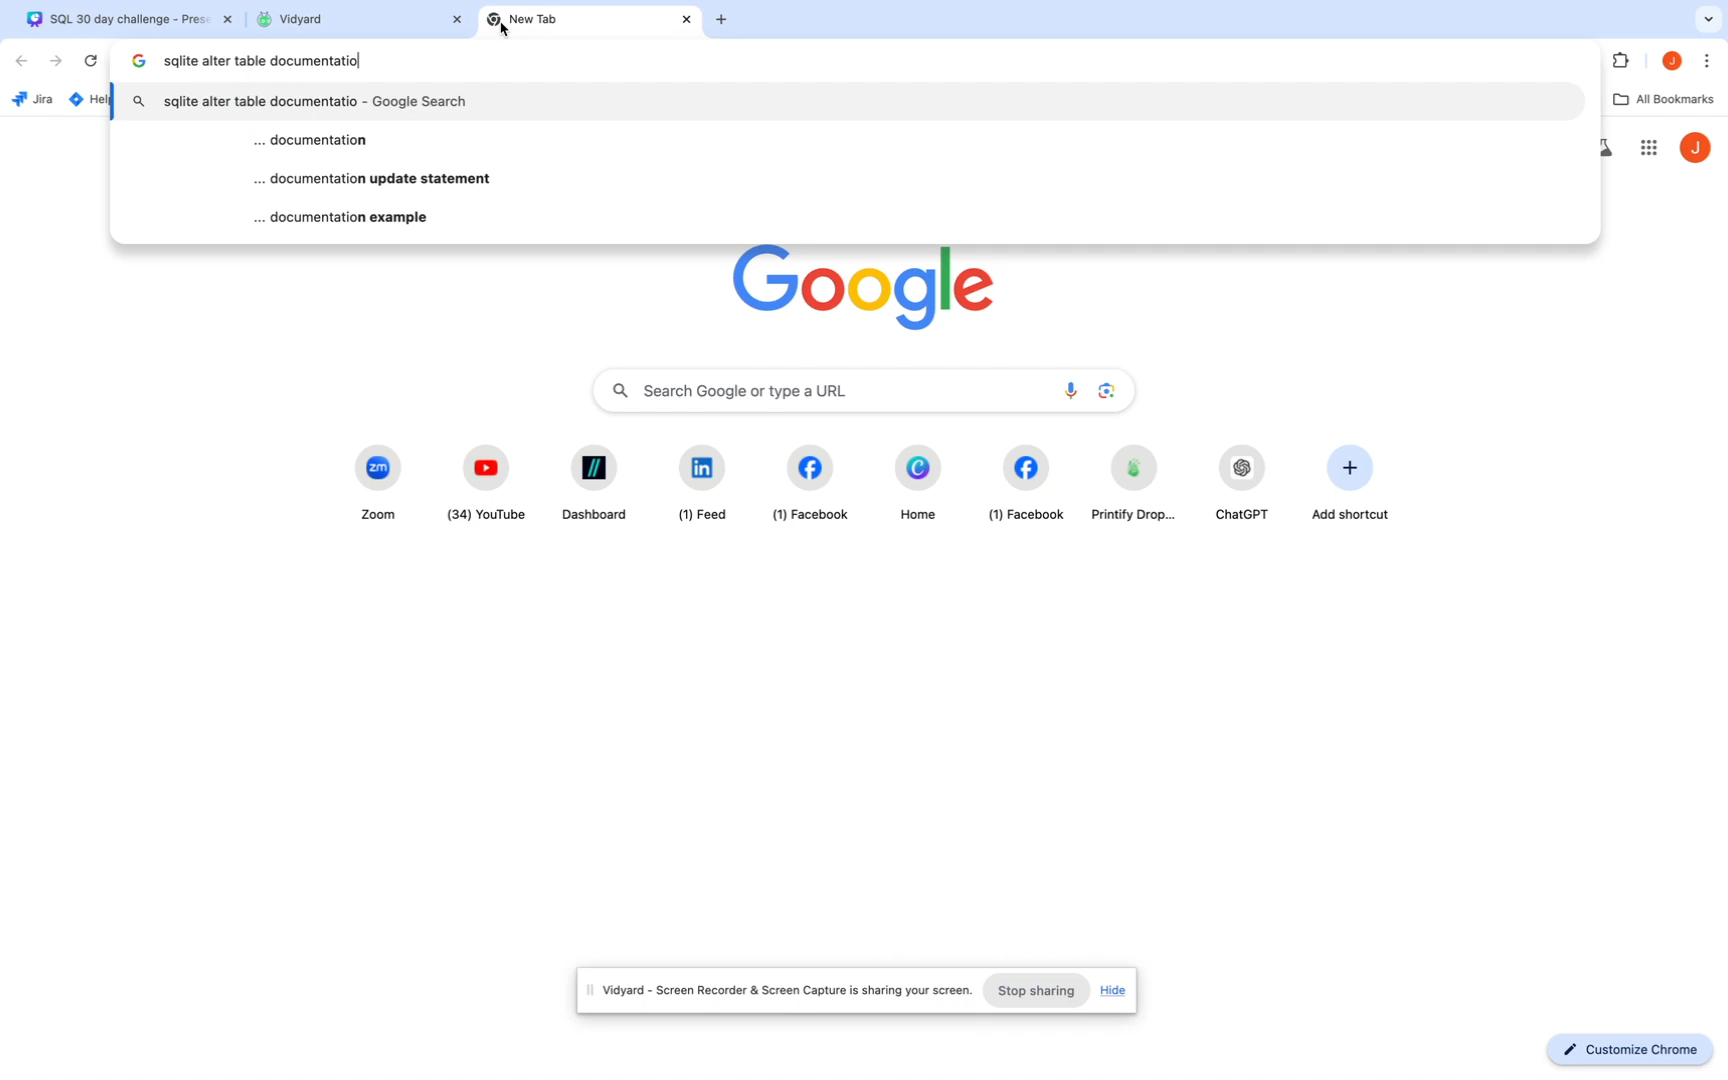 SQL 30 day challenge - Prese
Vidyard
New Tab
sqlite alter table documentatio
Jira
Help
sqlite alter table documentatio - Google Search
All Bookmarks
... documentation
J
J
... documentation update statement
... documentation example
Google
Search Google or type a URL
zm
in
C
Zoom
(34) YouTube
Dashboard
(1) Feed
(1) Facebook
Home
(1) Facebook
Printify Drop...
ChatGPT
Add shortcut
Vidyard - Screen Recorder & Screen Capture is sharing your screen.
Stop sharing
Hide
Customize Chrome